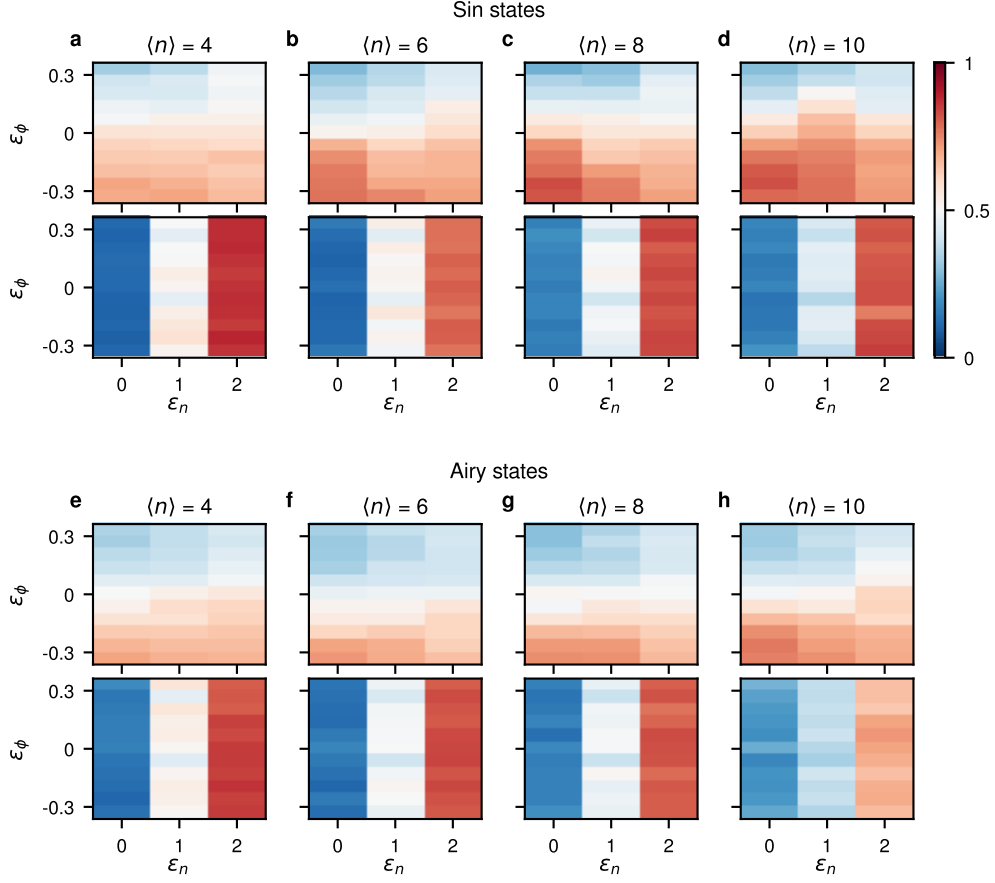 Sin states
a ⟨n⟩ = 4 b ⟨n⟩ = 6 c ⟨n⟩ = 8 d ⟨n⟩ = 10
0.3
0
-0.3
εϕ
1
0.5
0
0.3
0
-0.3
εϕ
0 1 2 0 1 2 0 1 2 0 1 2
εn εn εn εn
Airy states
e ⟨n⟩ = 4 f ⟨n⟩ = 6 g ⟨n⟩ = 8 h ⟨n⟩ = 10
0.3
0
-0.3
εϕ
0.3
0
-0.3
εϕ
0 1 2 0 1 2 0 1 2 0 1 2
εn εn εn εn